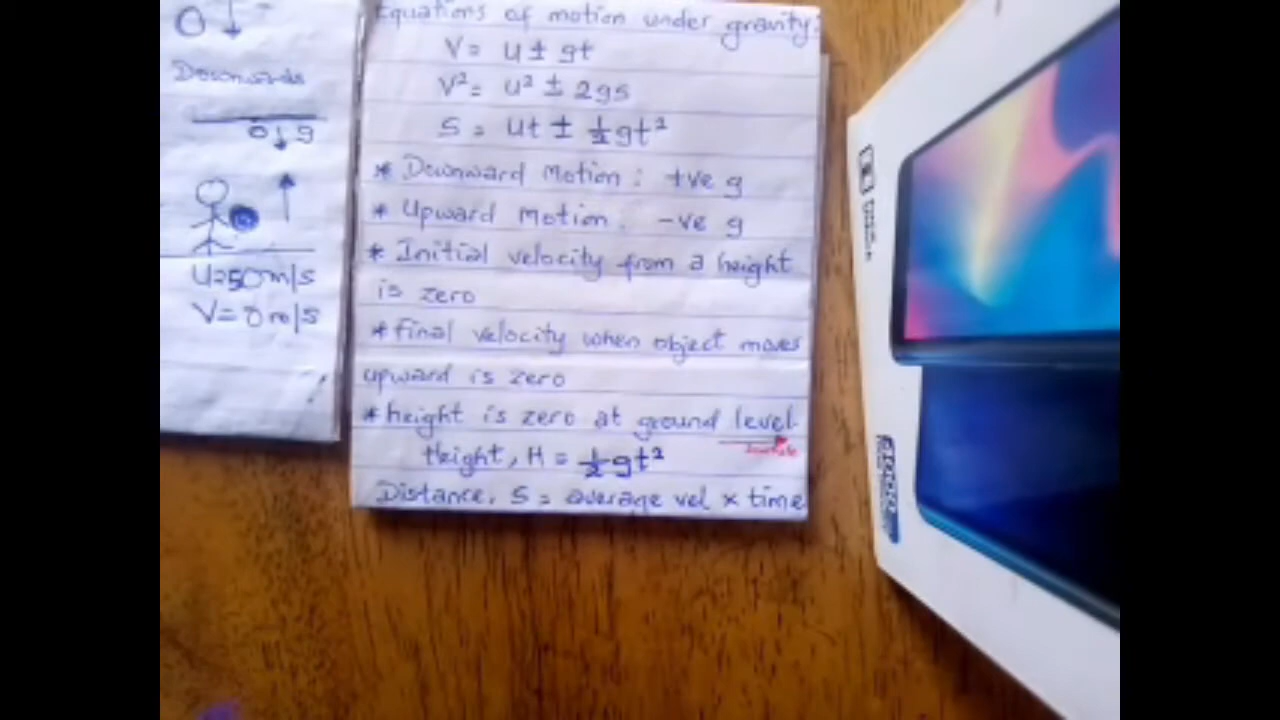 Downwards
0 g
U=50m/s
V=0m/s
Equations of motion under gravity:
V= U ± gt
V²= U² ± 2gs
S = Ut ± ½gt²
* Downward Motion: +ve g
* Upward Motion: -ve g
* Initial velocity from a height
is zero
* final velocity when object moves
upward is zero
* height is zero at ground level
Height, H = ½gt²
Distance, S = average vel × time